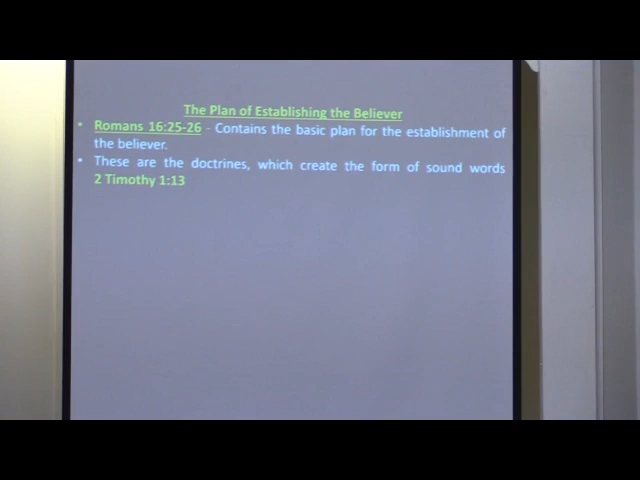 The Plan of Establishing the Believer
• Romans 16:25-26 - Contains the basic plan for the establishment of
the believer.
• These are the doctrines, which create the form of sound words
2 Timothy 1:13